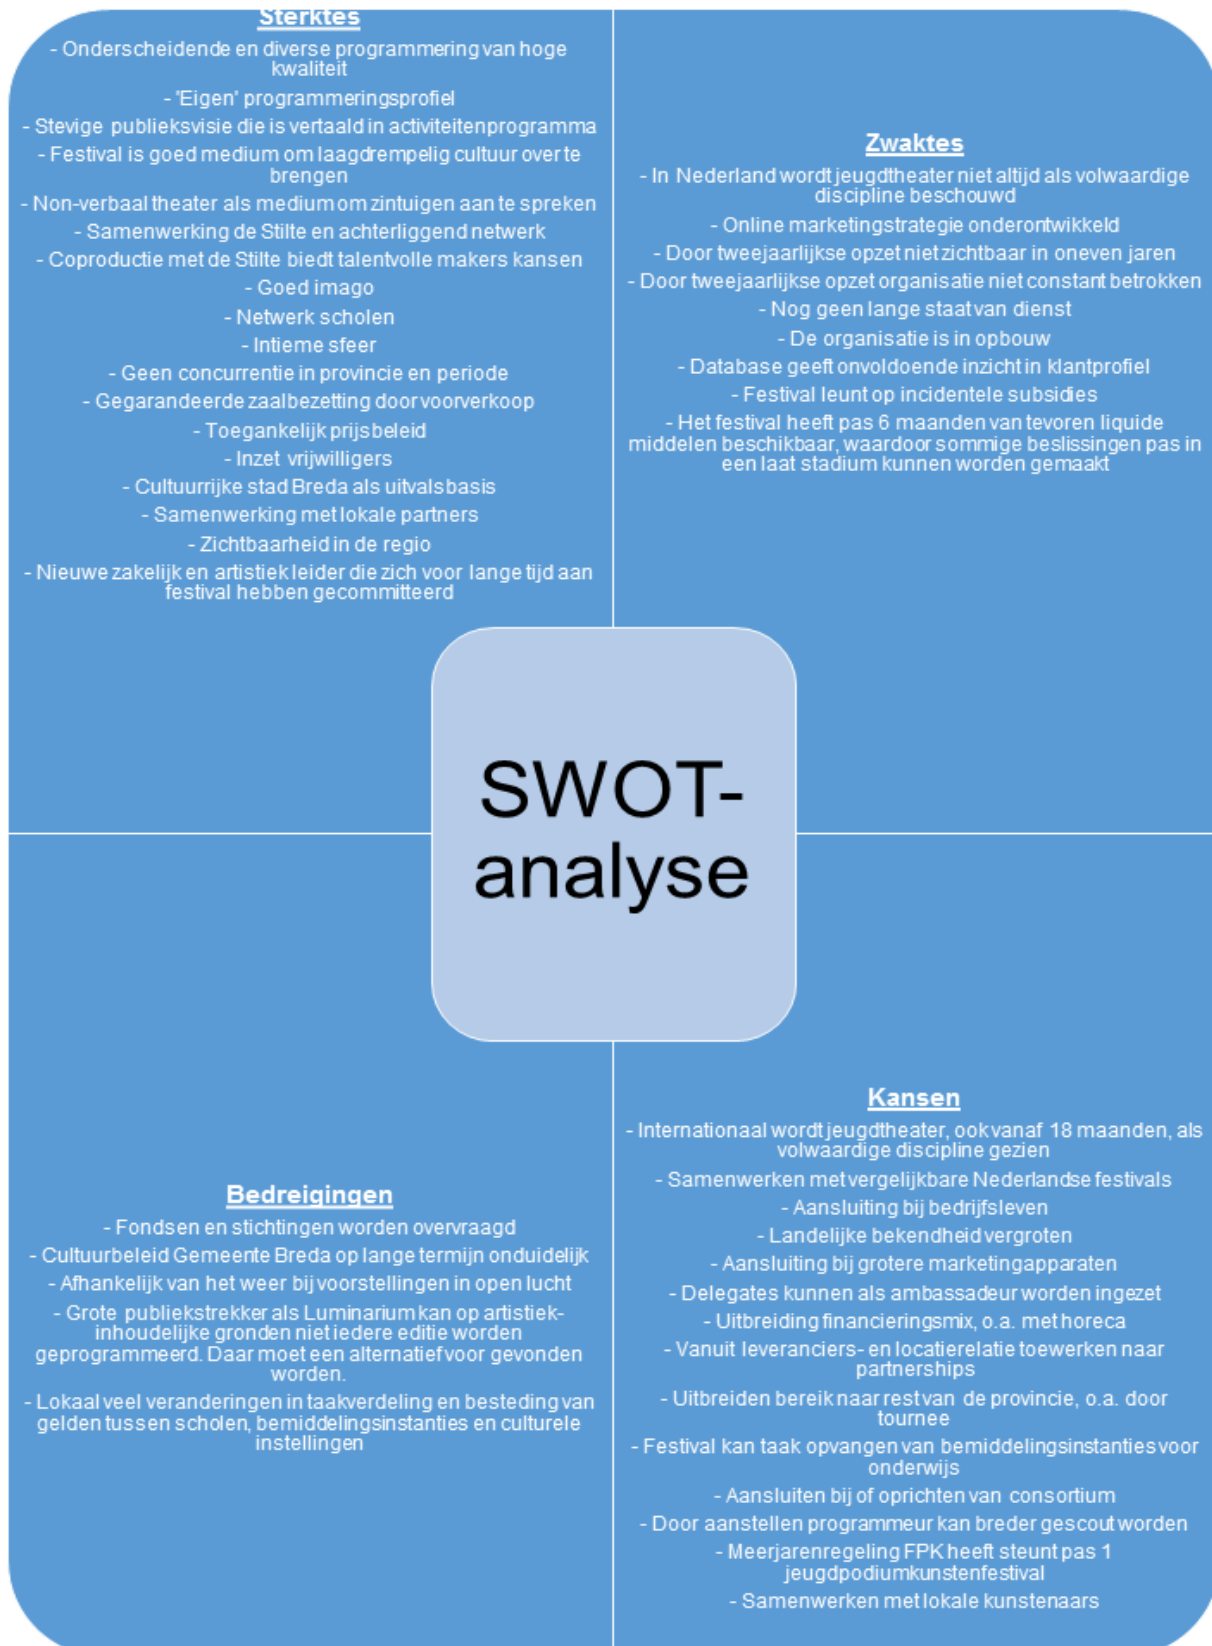 Sterktes
- Onderscheidende en diverse programmering van hoge
kwaliteit
- 'Eigen' programmeringsprofiel
- Stevige publieksvisie die is vertaald in activiteitenprogramma
- Festival is goed medium om laagdrempelig cultuur over te
brengen
- Non-verbaal theater als medium om zintuigen aan te spreken
- Samenwerking de Stilte en achterliggend netwerk
- Coproductie met de Stilte biedt talentvolle makers kansen
- Goed imago
- Netwerk scholen
- Intieme sfeer
- Geen concurrentie in provincie en periode
- Gegarandeerde zaalbezetting door voorverkoop
- Toegankelijk prijsbeleid
- Inzet vrijwilligers
- Cultuurrijke stad Breda als uitvalsbasis
- Samenwerking met lokale partners
- Zichtbaarheid in de regio
- Nieuwe zakelijk en artistiek leider die zich voor lange tijd aan
festival hebben gecommitteerd
Zwaktes
- In Nederland wordt jeugdtheater niet altijd als volwaardige
discipline beschouwd
- Online marketingstrategie onderontwikkeld
- Door tweejaarlijkse opzet niet zichtbaar in oneven jaren
- Door tweejaarlijkse opzet organisatie niet constant betrokken
- Nog geen lange staat van dienst
- De organisatie is in opbouw
- Database geeft onvoldoende inzicht in klantprofiel
- Festival leunt op incidentele subsidies
- Het festival heeft pas 6 maanden van tevoren liquide
middelen beschikbaar, waardoor sommige beslissingen pas in
een laat stadium kunnen worden gemaakt
SWOT-
analyse
Bedreigingen
- Fondsen en stichtingen worden overvraagd
- Cultuurbeleid Gemeente Breda op lange termijn onduidelijk
- Afhankelijk van het weer bij voorstellingen in open lucht
- Grote publiekstrekker als Luminarium kan op artistiek-
inhoudelijke gronden niet iedere editie worden
geprogrammeerd. Daar moet een alternatief voor gevonden
worden.
- Lokaal veel veranderingen in taakverdeling en besteding van
gelden tussen scholen, bemiddelingsinstanties en culturele
instellingen
Kansen
- Internationaal wordt jeugdtheater, ook vanaf 18 maanden, als
volwaardige discipline gezien
- Samenwerken met vergelijkbare Nederlandse festivals
- Aansluiting bij bedrijfsleven
- Landelijke bekendheid vergroten
- Aansluiting bij grotere marketingapparaten
- Delegates kunnen als ambassadeur worden ingezet
- Uitbreiding financieringsmix, o.a. met horeca
- Vanuit leveranciers- en locatierelatie toewerken naar
partnerships
- Uitbreiden bereik naar rest van de provincie, o.a. door
tournee
- Festival kan taak opvangen van bemiddelingsinstanties voor
onderwijs
- Aansluiten bij of oprichten van consortium
- Door aanstellen programmeur kan breder gescout worden
- Meerjarenregeling FPK heeft steunt pas 1
jeugdpodiumkunstenfestival
- Samenwerken met lokale kunstenaars